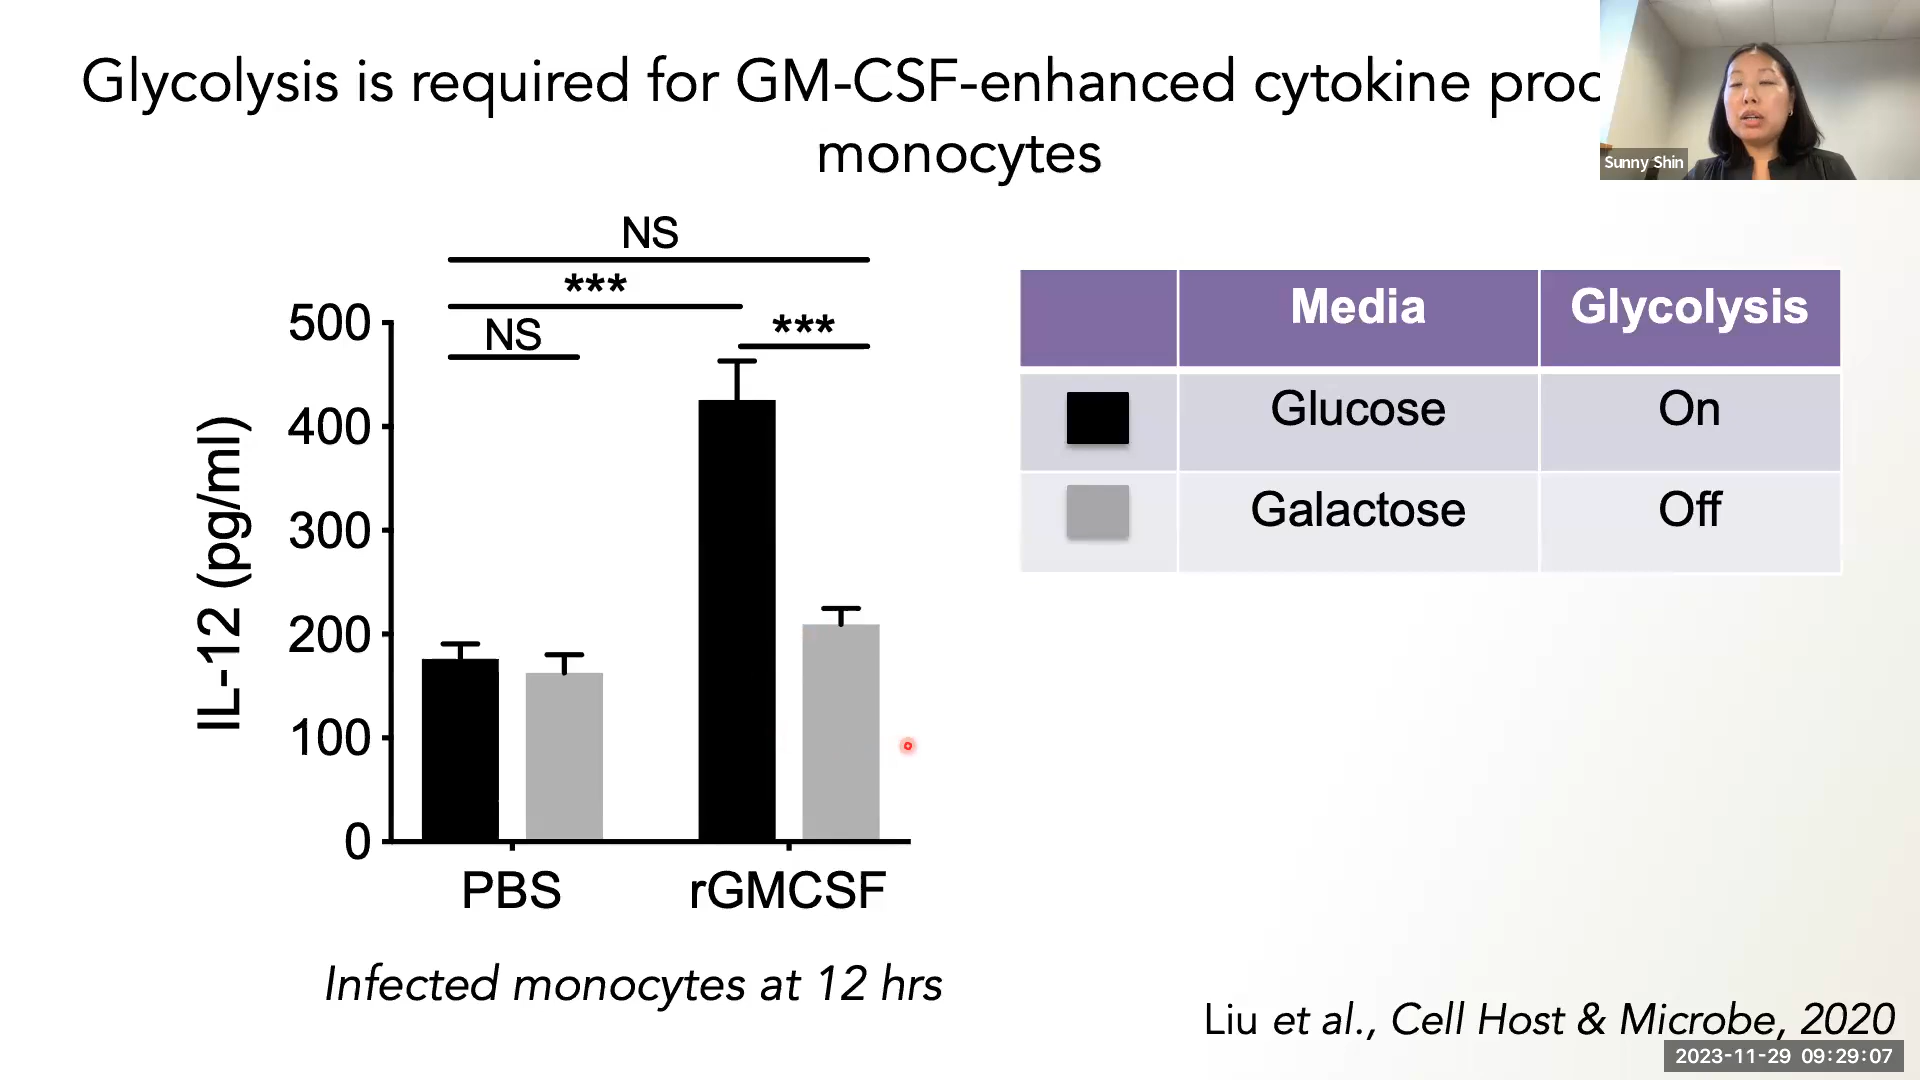 Glycolysis is required for GM-CSF-enhanced cytokine
monocytes
Sunny Shin
NS
***
***
NS
500
400
300
200
100
0
IL-12 (pg/ml)
PBS rGMCSF
Infected monocytes at 12 hrs
Media Glycolysis
Glucose On
Galactose Off
Liu et al., Cell Host & Microbe, 2020
2023-11-29 09:29:07